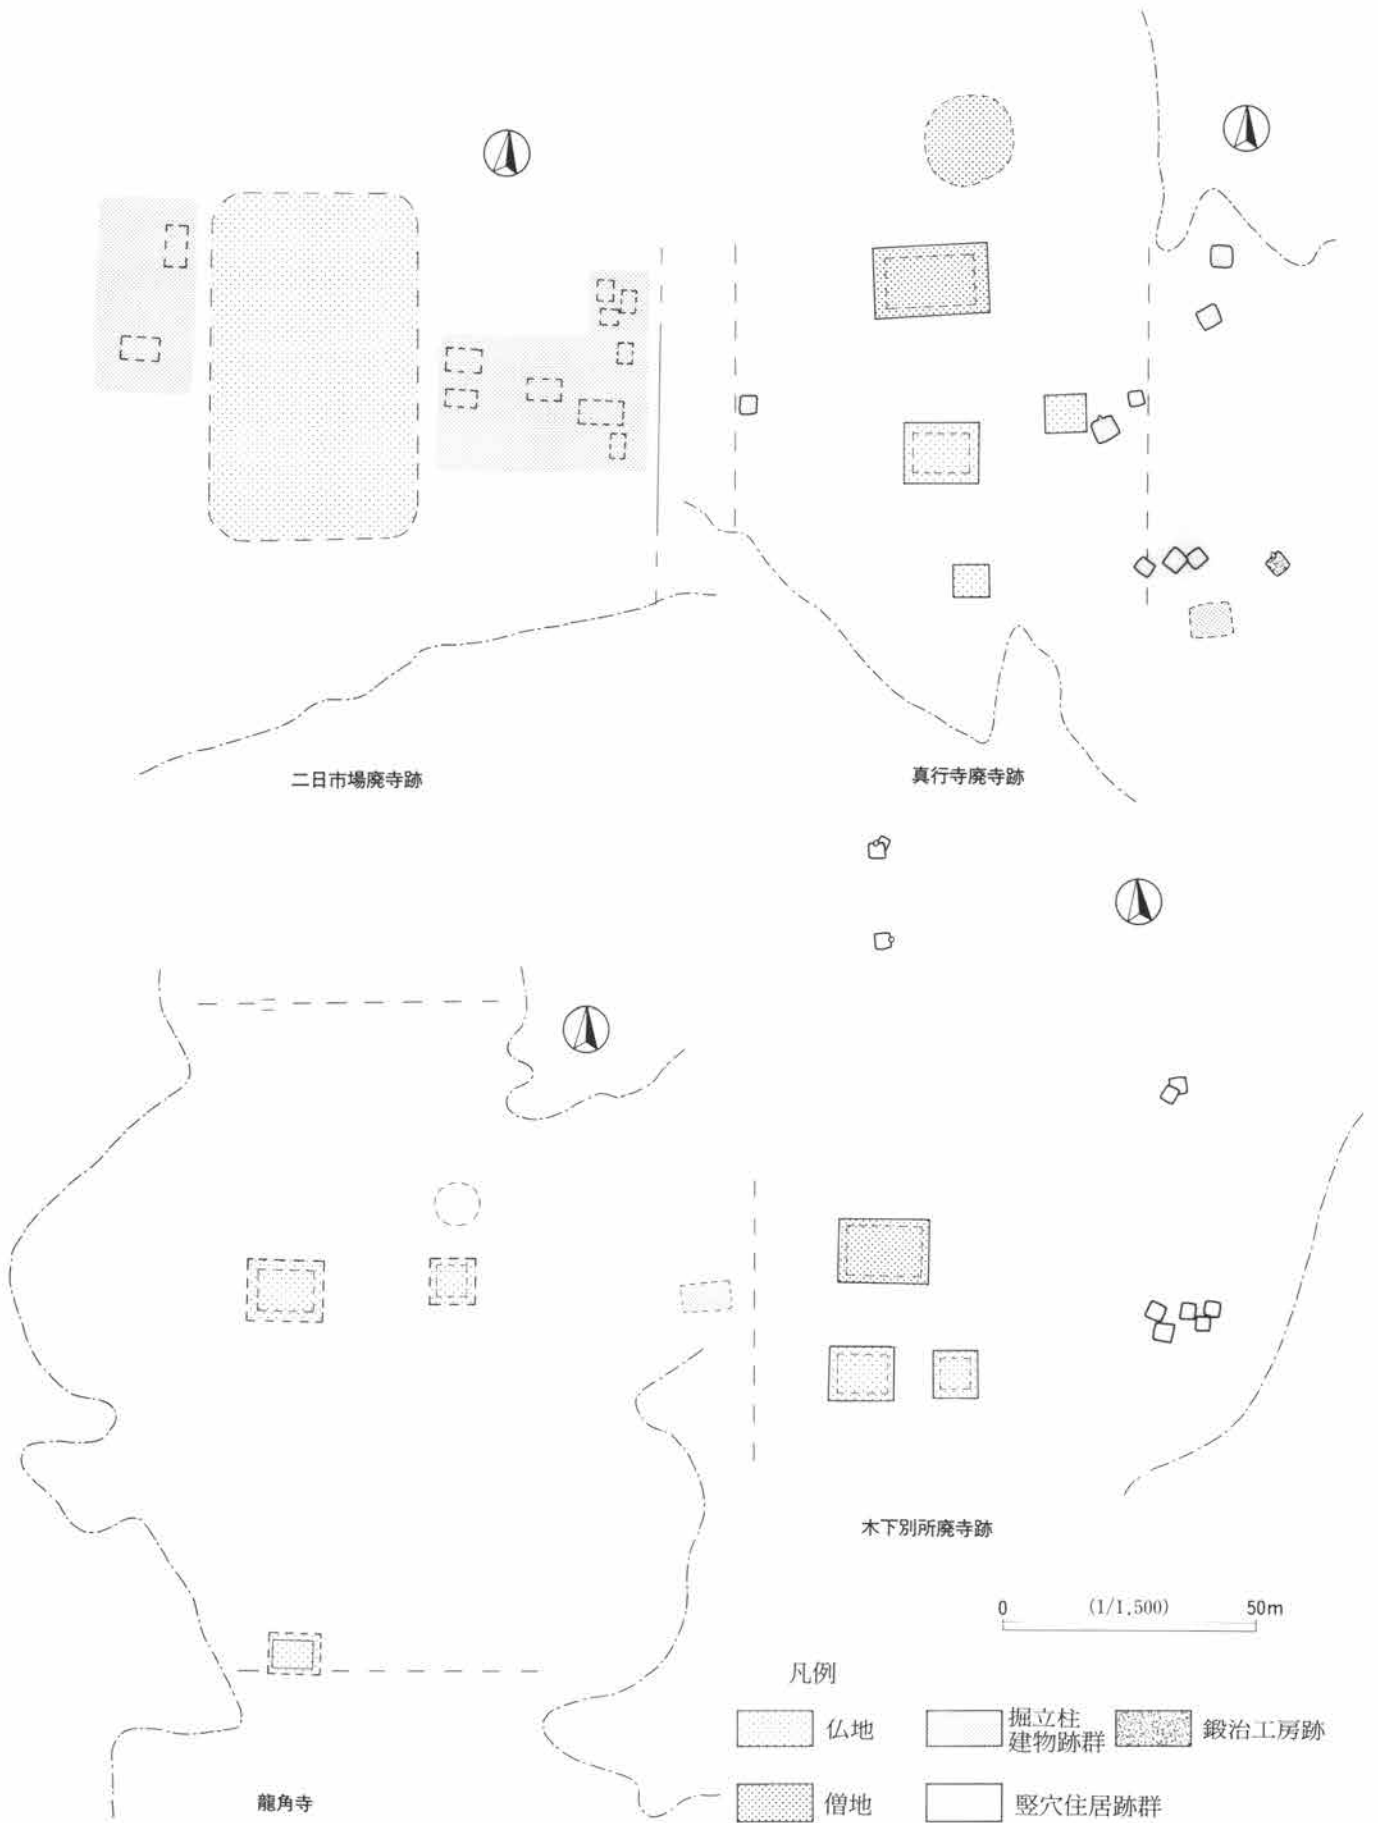 二日市場廃寺跡
真行寺廃寺跡
木下別所廃寺跡
0 (1/1,500) 50m
凡例
仏地
掘立柱
建物跡群
鍛治工房跡
僧地
竪穴住居跡群
龍角寺